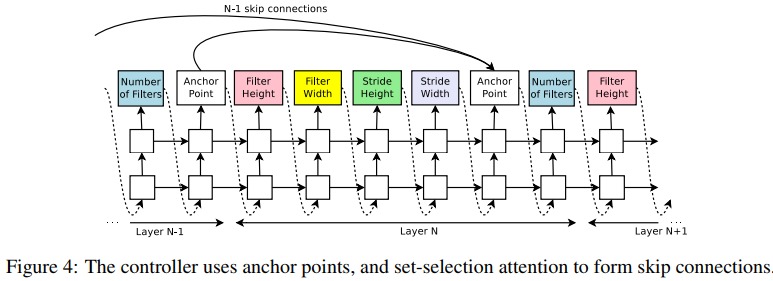 N-1 skip connections
Number of Filters
Anchor Point
Filter Height
Filter Width
Stride Height
Stride Width
Anchor Point
Number of Filters
Filter Height
... Layer N-1
Layer N
Layer N+1 ...
Figure 4: The controller uses anchor points, and set-selection attention to form skip connections.